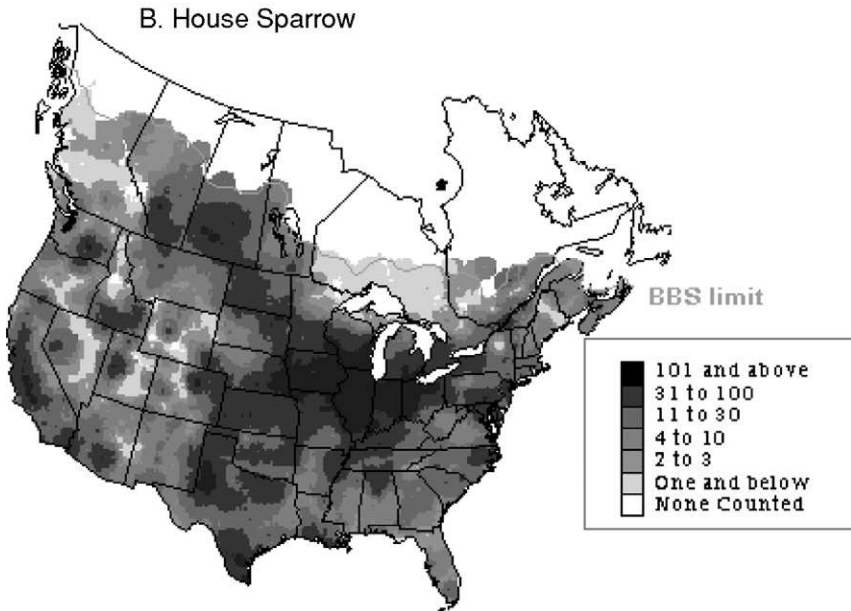 B. House Sparrow
BBS limit
101 and above
31 to 100
11 to 30
4 to 10
2 to 3
One and below
None Counted